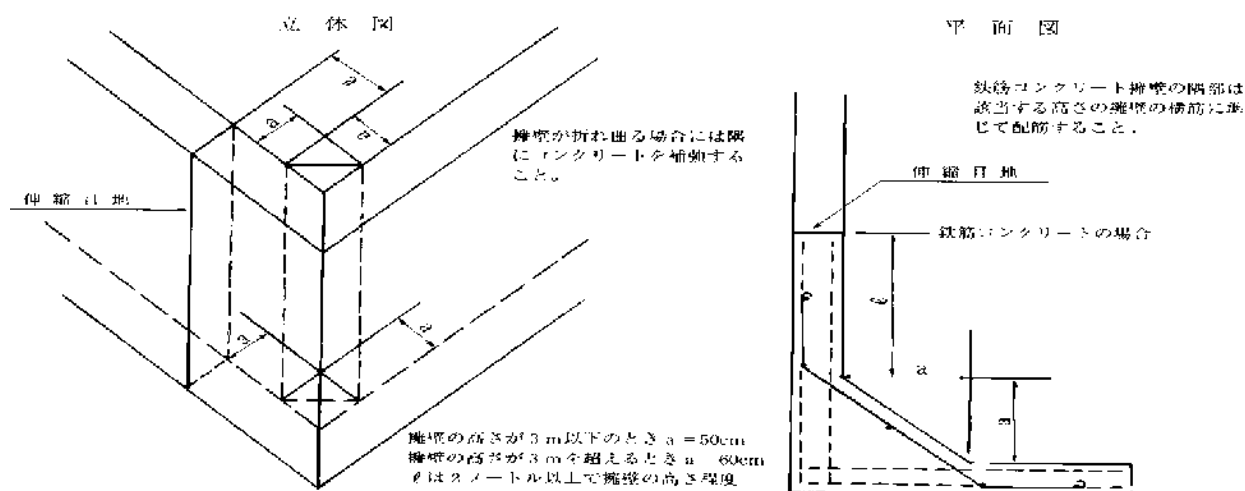 立体図
a
a
a
擁壁が折れ曲る場合には隅
にコンクリートを補強する
こと。
伸縮目地
a
a
擁壁の高さが3m以下のときa=50cm
擁壁の高さが3mを超えるときa 60cm
ℓは2メートル以上で擁壁の高さ程度
平面図
鉄筋コンクリート擁壁の隅部は
該当する高さの擁壁の横筋に準
じて配筋すること.
伸縮目地
鉄筋コンクリートの場合
ℓ
a
a